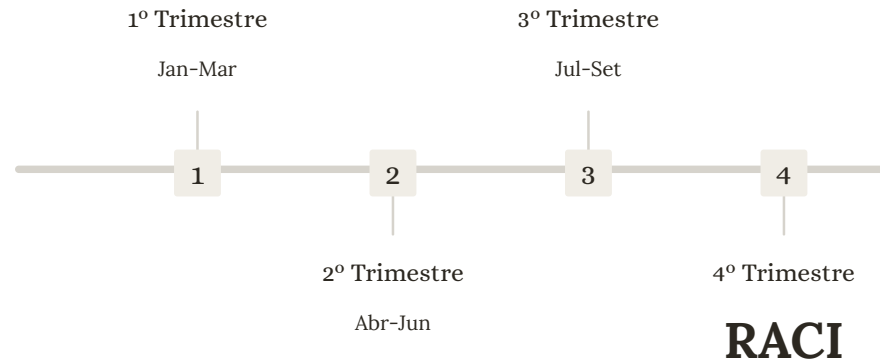 1º Trimestre
Jan-Mar
3º Trimestre
Jul-Set
1
2
3
4
2º Trimestre
Abr-Jun
4º Trimestre
RACI